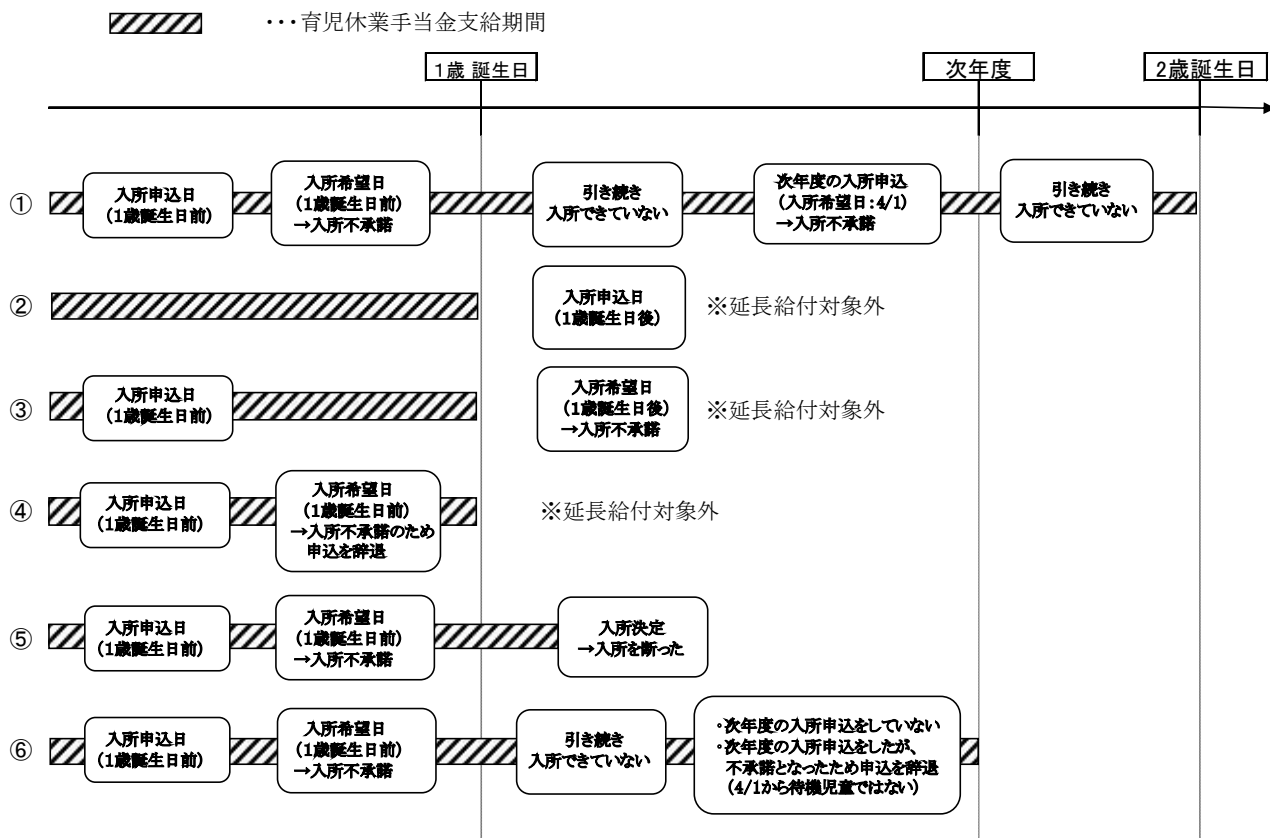 ･･･育児休業手当金支給期間
1歳 誕生日
次年度
2歳誕生日
①
入所申込日
(1歳誕生日前)
入所希望日
(1歳誕生日前)
→入所不承諾
引き続き
入所できていない
次年度の入所申込
(入所希望日:4/1)
→入所不承諾
引き続き
入所できていない
②
入所申込日
(1歳誕生日後)
※延長給付対象外
③
入所申込日
(1歳誕生日前)
入所希望日
(1歳誕生日後)
→入所不承諾
※延長給付対象外
④
入所申込日
(1歳誕生日前)
入所希望日
(1歳誕生日前)
→入所不承諾のため
申込を辞退
※延長給付対象外
⑤
入所申込日
(1歳誕生日前)
入所希望日
(1歳誕生日前)
→入所不承諾
入所決定
→入所を断った
⑥
入所申込日
(1歳誕生日前)
入所希望日
(1歳誕生日前)
→入所不承諾
引き続き
入所できていない
・次年度の入所申込をしていない
・次年度の入所申込をしたが、
不承諾となったため申込を辞退
(4/1から待機児童ではない)